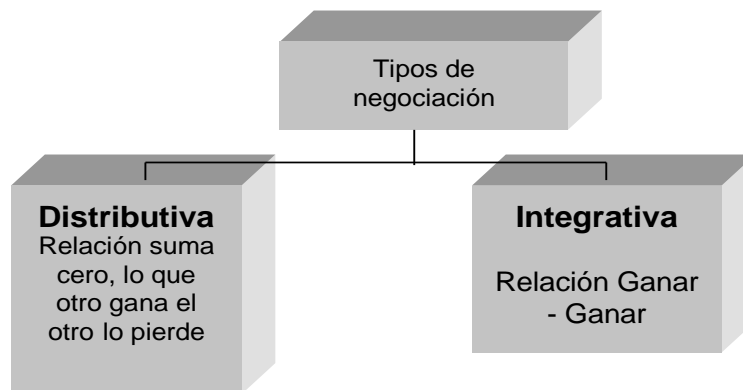 Tipos de
negociación
Distributiva
Relación suma
cero, lo que
otro gana el
otro lo pierde
Integrativa
Relación Ganar
- Ganar